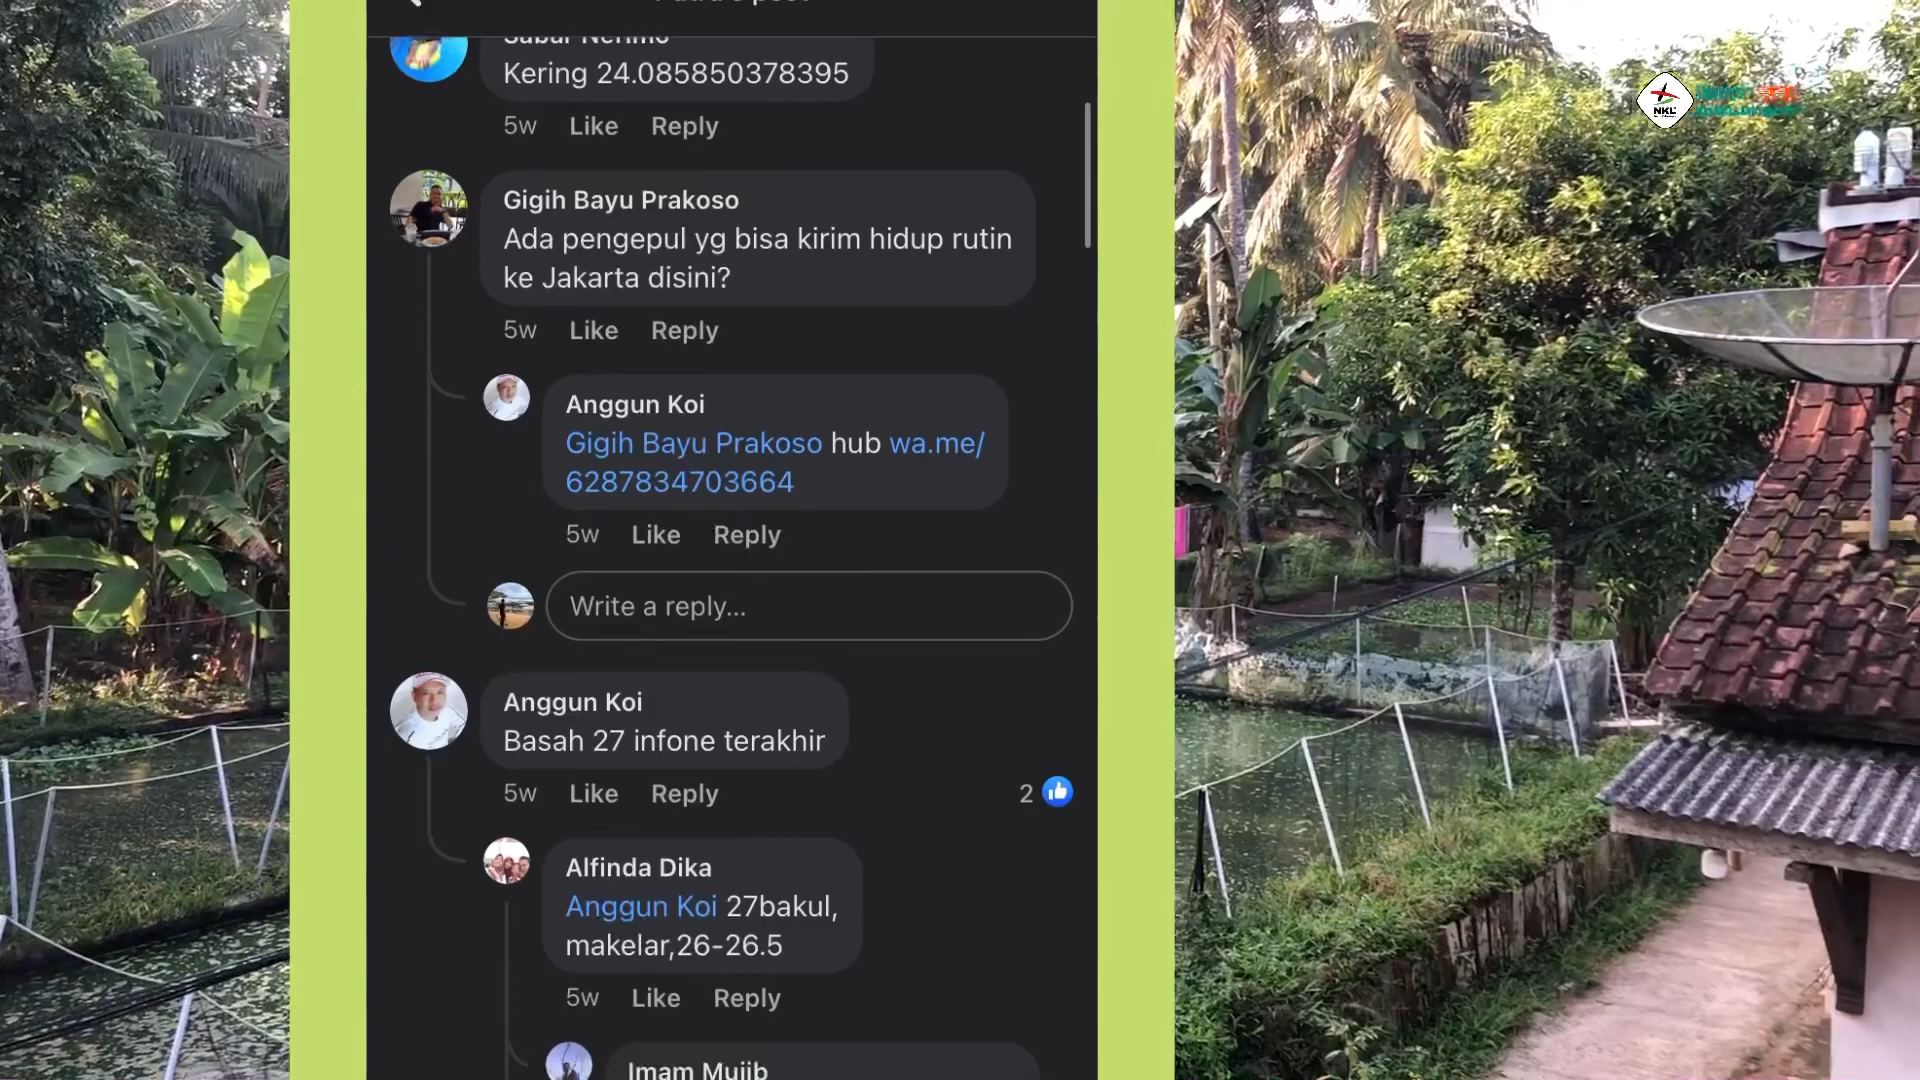 Sabar Nerimo
Kering 24.085850378395
5w Like Reply
Gigih Bayu Prakoso
Ada pengepul yg bisa kirim hidup rutin
ke Jakarta disini?
5w Like Reply
Anggun Koi
Gigih Bayu Prakoso hub wa.me/
6287834703664
5w Like Reply
Write a reply...
Anggun Koi
Basah 27 infone terakhir
5w Like Reply
2
Alfinda Dika
Anggun Koi 27bakul,
makelar,26-26.5
5w Like Reply
Imam Mujib
NKL